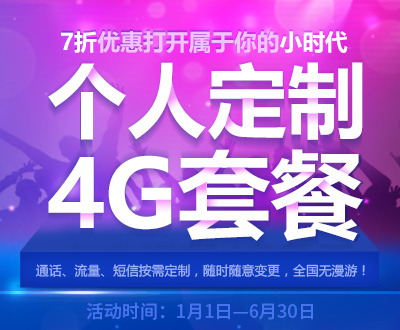 7折优惠打开属于你的小时代
个人定制
4G套餐
通话、流量、短信按需定制，随时随意变更，全国无漫游！
活动时间：1月1日—6月30日